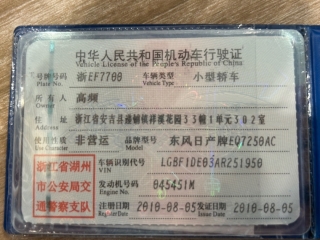 中华人民共和国机动车行驶证
Vehicle License of the People's Republic of China
号牌号码 浙EF7700 车辆类型 小型轿车
Plate No. Vehicle Type
所有人 高频
Owner
住址 浙江省安吉县递铺镇祥溪花园33幢1单元302室
Address
使用性质 非营运 品牌型号 东风日产牌EQ7250AC
Use Character Model
浙江省湖州
市公安局交
通警察支队
车辆识别代号 LGBF1DE03AR251950
VIN
发动机号码 045451M
Engine No.
注册日期 2010-08-05 发证日期 2010-08-05
Register Date Issue Date